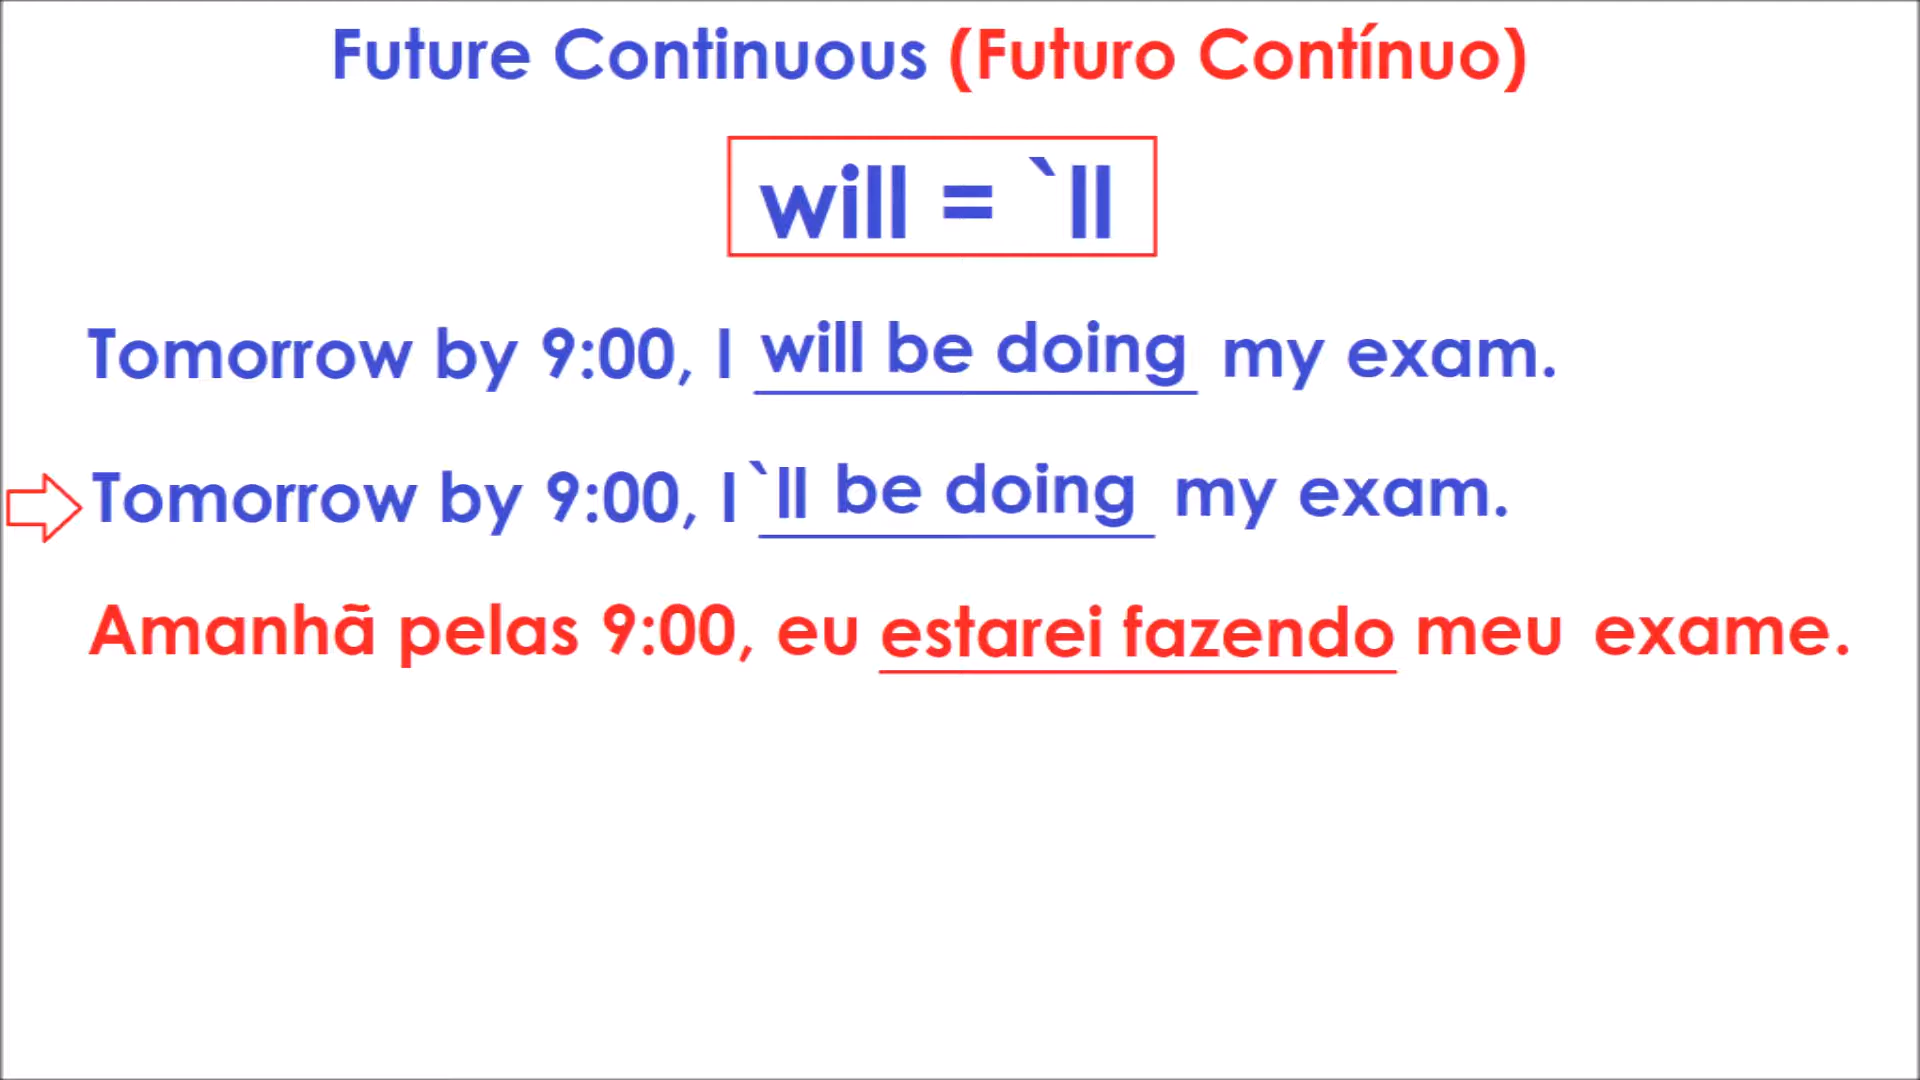 Future Continuous (Futuro Contínuo)
will = `ll
Tomorrow by 9:00, I will be doing my exam.
Tomorrow by 9:00, I`ll be doing my exam.
Amanhã pelas 9:00, eu estarei fazendo meu exame.